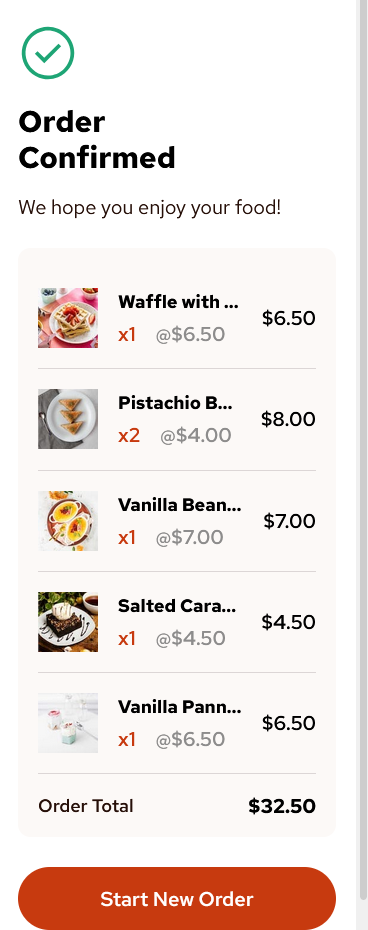 Order
Confirmed
We hope you enjoy your food!
Waffle with ...
x1 @$6.50
$6.50
Pistachio B...
x2 @$4.00
$8.00
Vanilla Bean...
x1 @$7.00
$7.00
Salted Cara...
x1 @$4.50
$4.50
Vanilla Pann...
x1 @$6.50
$6.50
Order Total $32.50
Start New Order